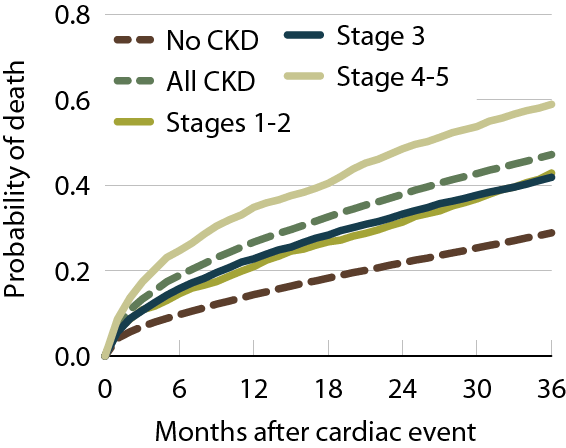 Probability of death
0.8
0.6
0.4
0.2
0.0
No CKD
All CKD
Stages 1-2
Stage 3
Stage 4-5
0 6 12 18 24 30 36
Months after cardiac event